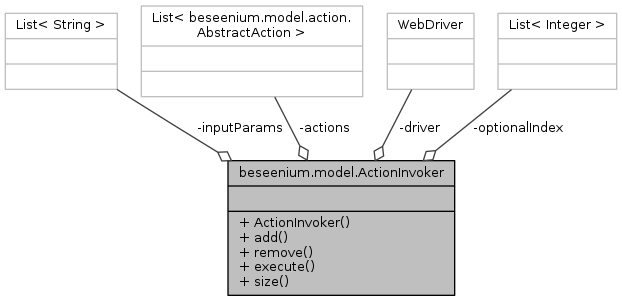 List< String >
List< beseenium.model.action.
AbstractAction >
WebDriver
List< Integer >
-inputParams
-actions
-driver
-optionalIndex
beseenium.model.ActionInvoker
+ ActionInvoker()
+ add()
+ remove()
+ execute()
+ size()